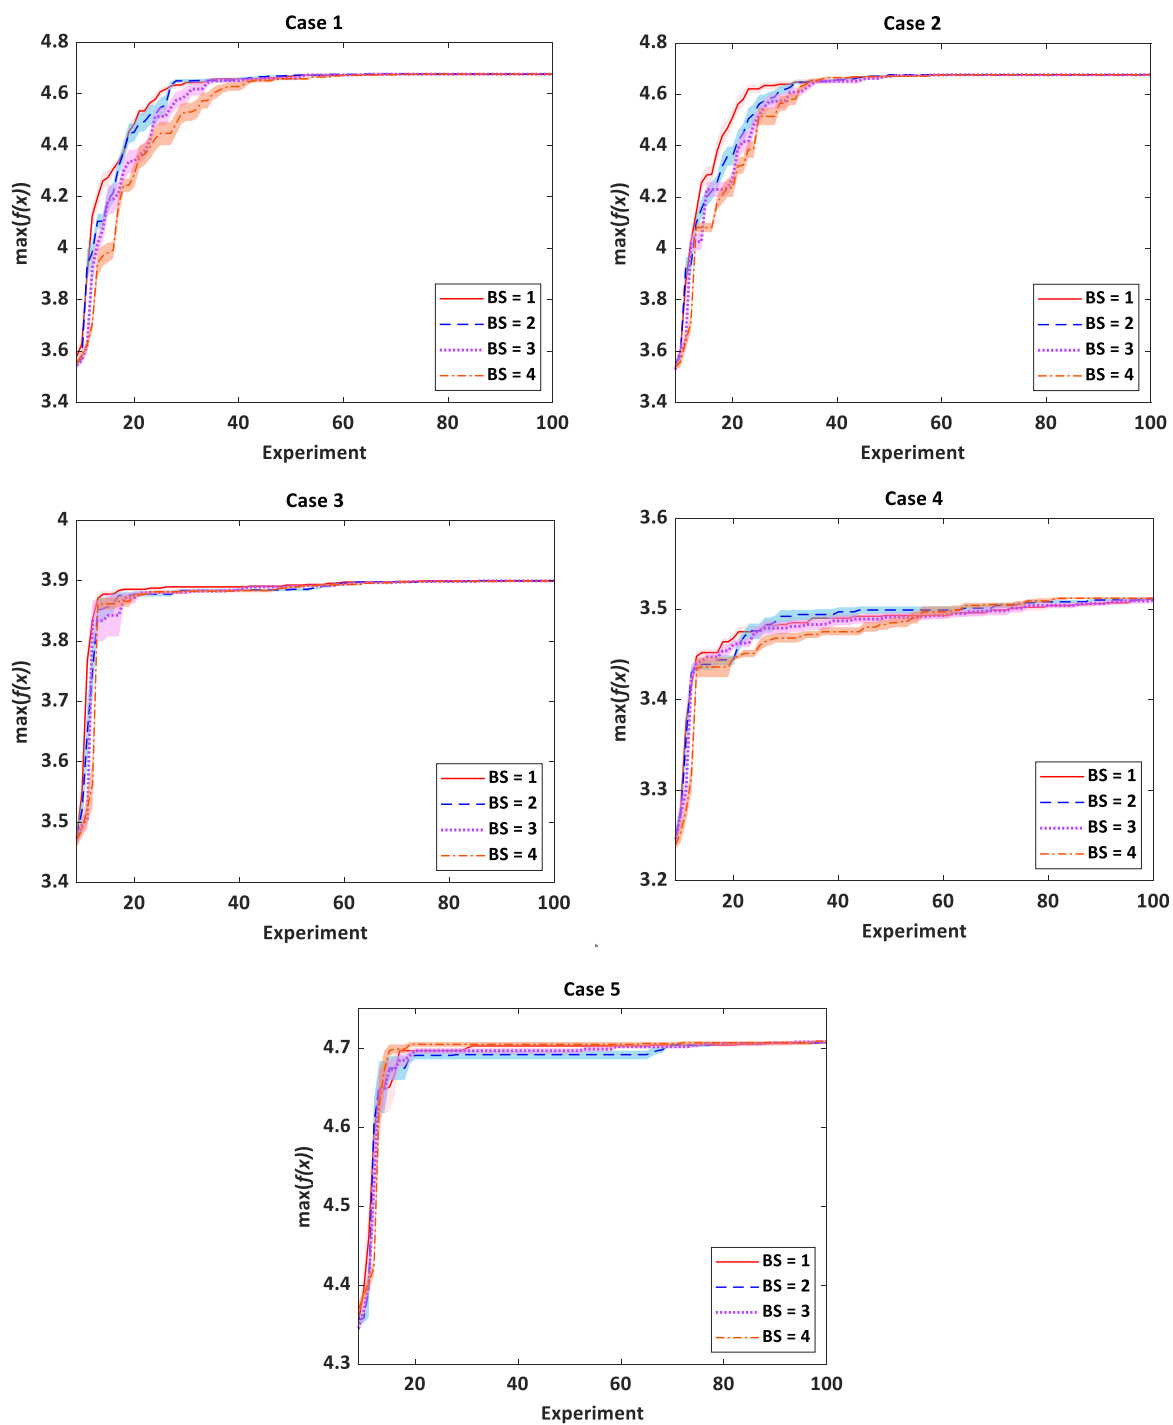 Case 1
4.8
4.6
4.4
4.2
4
3.8
3.6
3.4
max(f(x))
20 40 60 80 100
Experiment
BS = 1
BS = 2
BS = 3
BS = 4
Case 2
4.8
4.6
4.4
4.2
4
3.8
3.6
3.4
max(f(x))
20 40 60 80 100
Experiment
BS = 1
BS = 2
BS = 3
BS = 4
Case 3
4
3.9
3.8
3.7
3.6
3.5
3.4
max(f(x))
20 40 60 80 100
Experiment
BS = 1
BS = 2
BS = 3
BS = 4
Case 4
3.6
3.5
3.4
3.3
3.2
max(f(x))
20 40 60 80 100
Experiment
BS = 1
BS = 2
BS = 3
BS = 4
Case 5
4.7
4.6
4.5
4.4
4.3
max(f(x))
20 40 60 80 100
Experiment
BS = 1
BS = 2
BS = 3
BS = 4